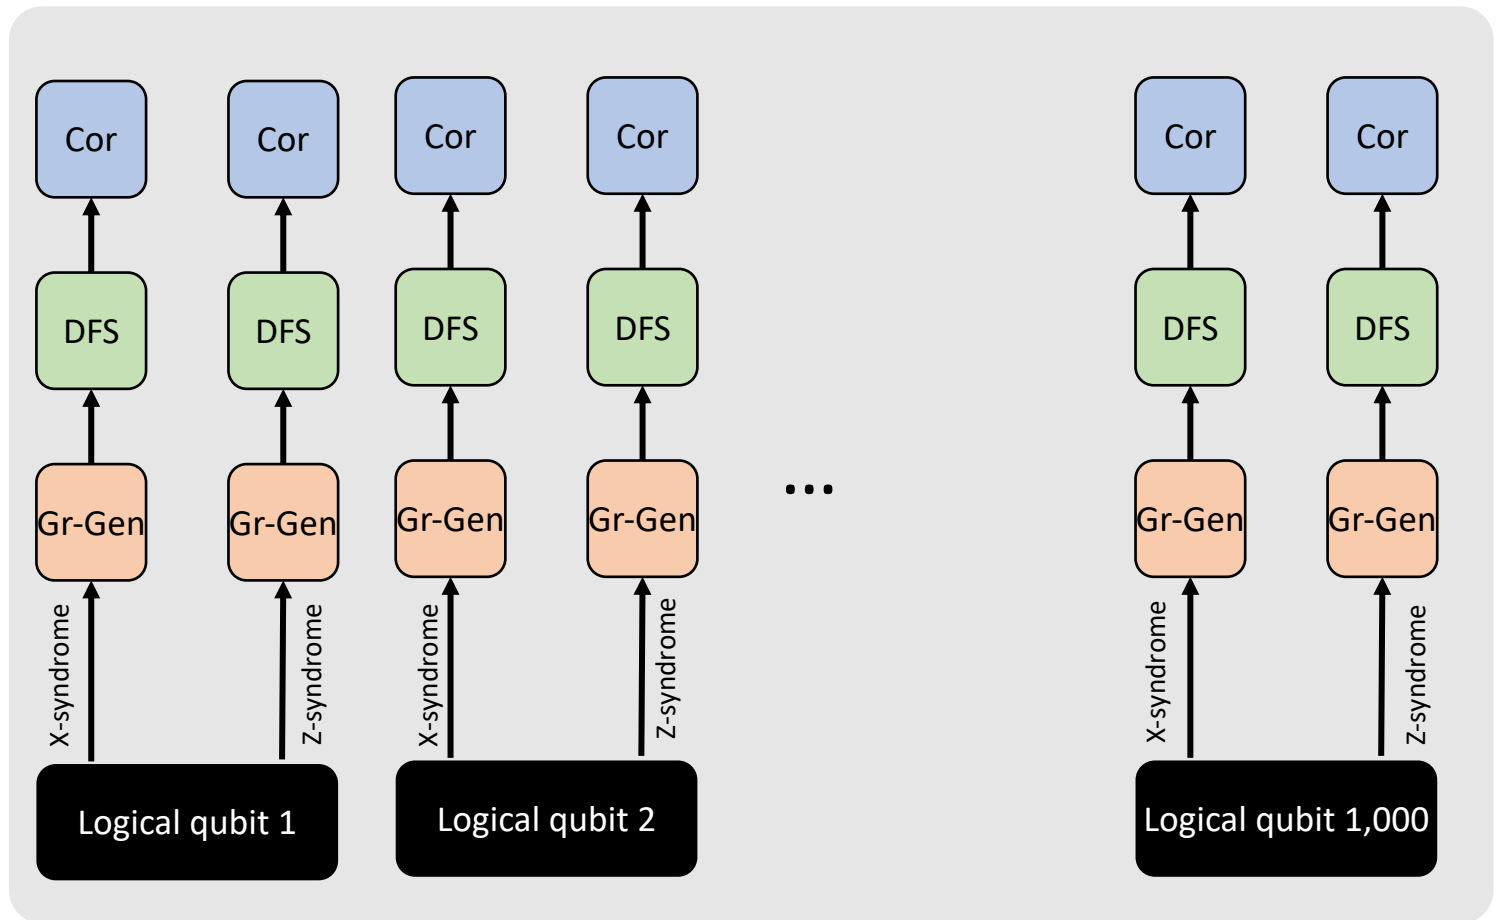 Cor Cor Cor Cor Cor Cor
DFS DFS DFS DFS DFS DFS
Gr-Gen Gr-Gen Gr-Gen Gr-Gen ... Gr-Gen Gr-Gen
X-syndrome Z-syndrome X-syndrome Z-syndrome X-syndrome Z-syndrome
Logical qubit 1 Logical qubit 2 Logical qubit 1,000